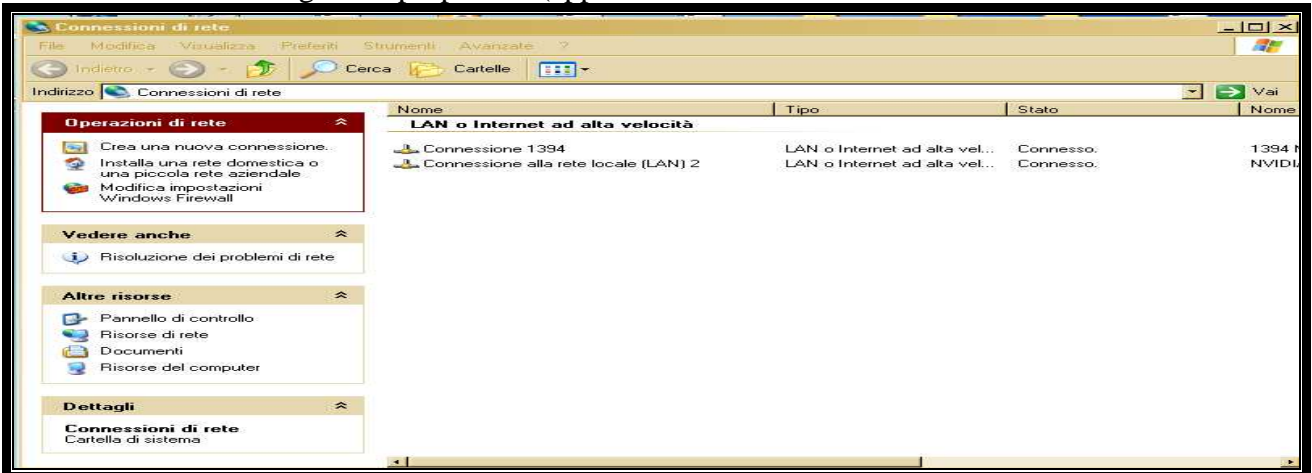 Connessioni di rete
File Modifica Visualizza Preferiti Strumenti Avanzate ?
Indietro Cerca Cartelle
Indirizzo Connessioni di rete Vai
Nome Tipo Stato Nome
Operazioni di rete
Crea una nuova connessione.
Installa una rete domestica o
una piccola rete aziendale
Modifica impostazioni
Windows Firewall
Vedere anche
Risoluzione dei problemi di rete
Altre risorse
Pannello di controllo
Risorse di rete
Documenti
Risorse del computer
Dettagli
Connessioni di rete
Cartella di sistema
LAN o Internet ad alta velocità
Connessione 1394 LAN o Internet ad alta vel... Connesso. 1394
Connessione alla rete locale (LAN) 2 LAN o Internet ad alta vel... Connesso. NVIDI